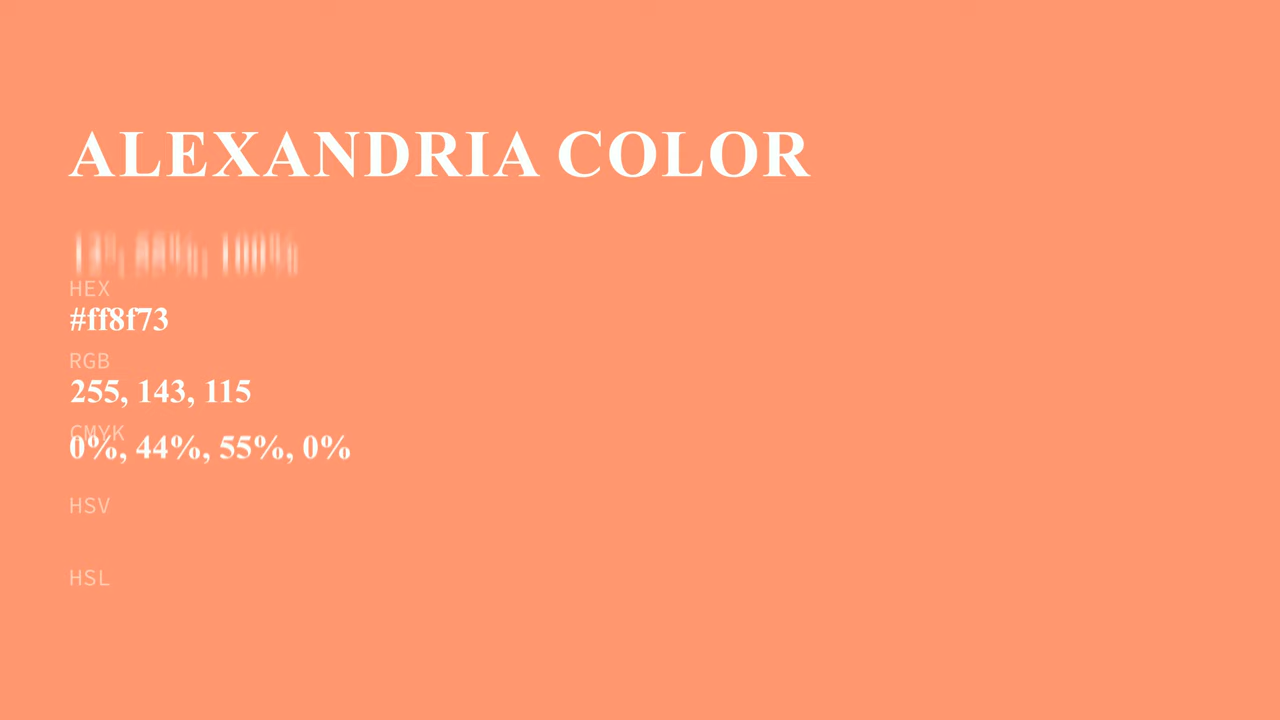 ALEXANDRIA COLOR
HEX
#ff8f73
RGB
255, 143, 115
CMYK
0%, 44%, 55%, 0%
HSV
HSL